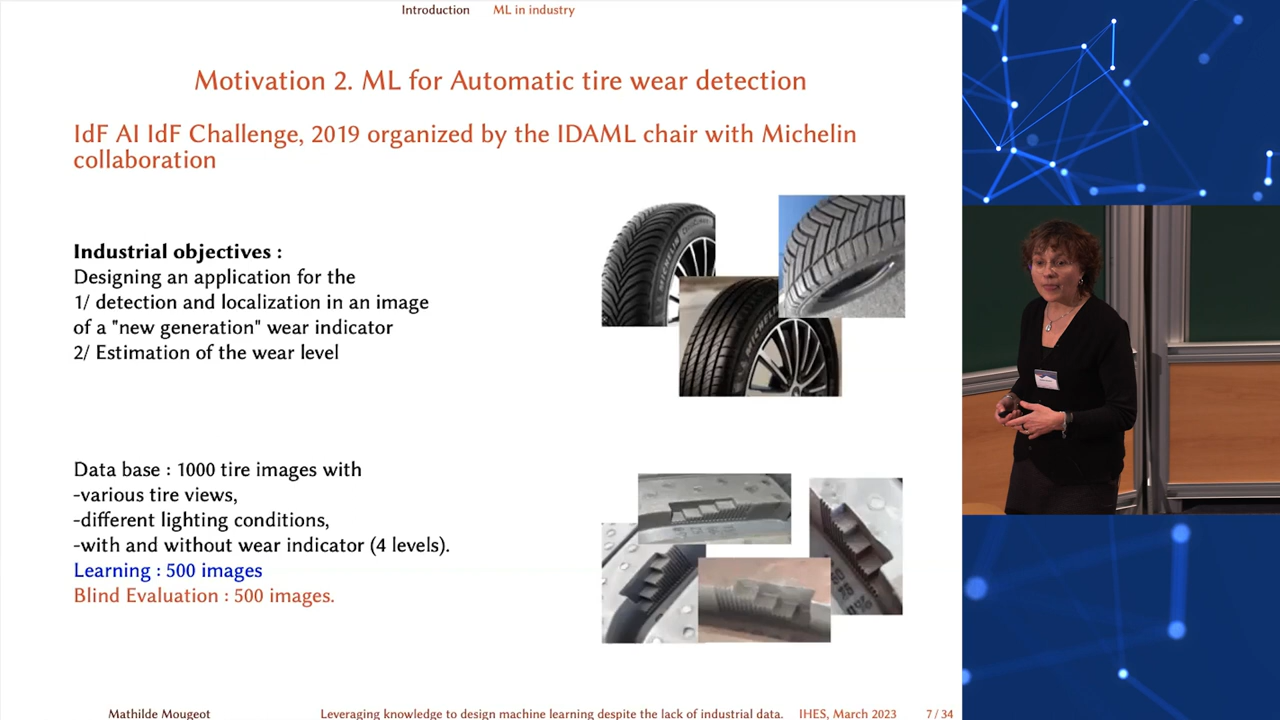 Introduction ML in industry
Motivation 2. ML for Automatic tire wear detection
IdF AI IdF Challenge, 2019 organized by the IDAML chair with Michelin
collaboration
Industrial objectives :
Designing an application for the
1/ detection and localization in an image
of a "new generation" wear indicator
2/ Estimation of the wear level
MICHELIN
MICHELIN
Data base : 1000 tire images with
-various tire views,
-different lighting conditions,
-with and without wear indicator (4 levels).
Learning : 500 images
Blind Evaluation : 500 images.
Mathilde Mougeot Leveraging knowledge to design machine learning despite the lack of industrial data. IHES, March 2023 7 / 34